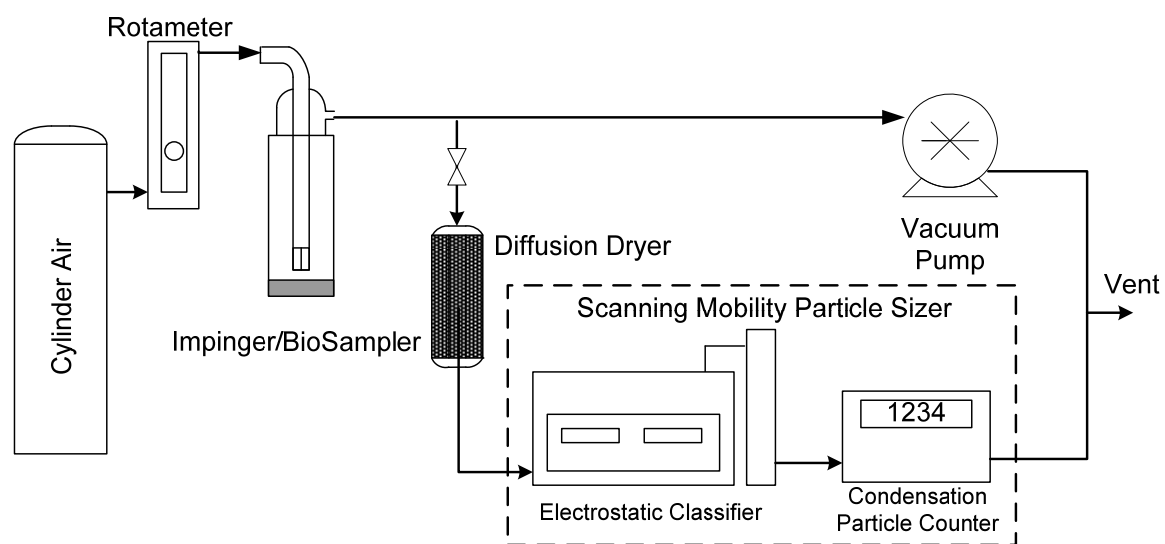 Rotameter
Cylinder Air
Impinger/BioSampler
Diffusion Dryer
Vacuum
Pump
Vent
Scanning Mobility Particle Sizer
1234
Electrostatic Classifier
Condensation
Particle Counter